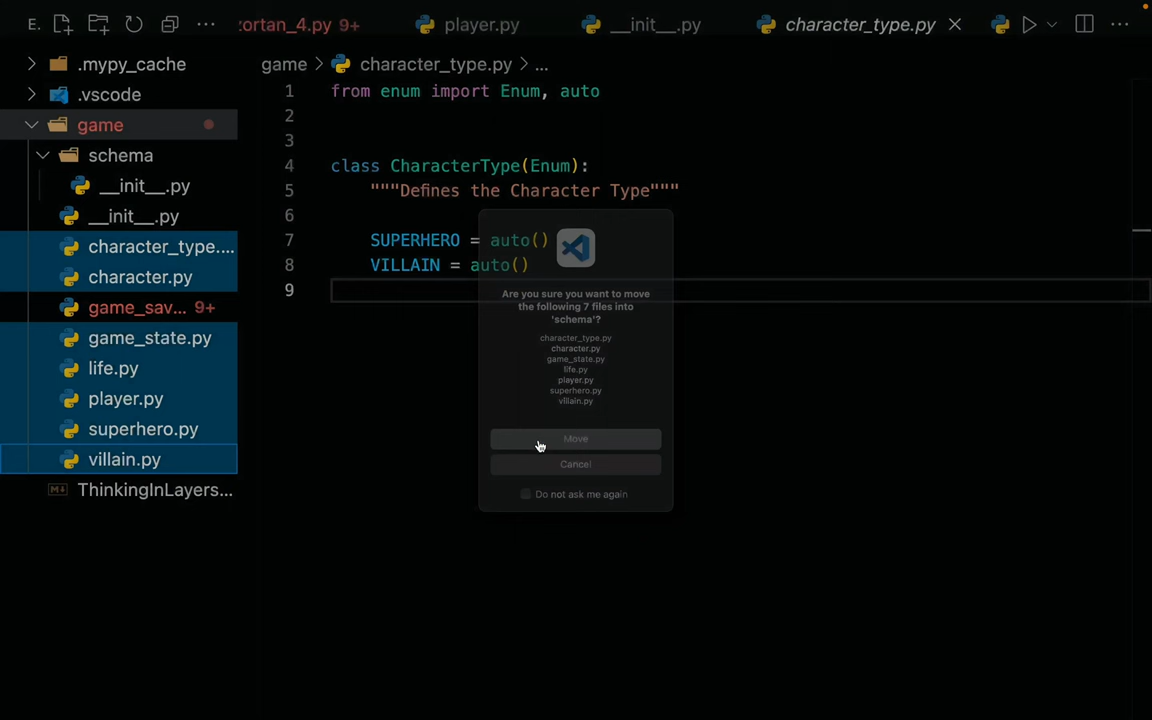 E. ... :ortan_4.py 9+ player.py __init__.py character_type.py ...
.mypy_cache
.vscode
game
schema
__init__.py
__init__.py
character_type....
character.py
game_sav... 9+
game_state.py
life.py
player.py
superhero.py
villain.py
ThinkingInLayers...
game > character_type.py > ...
1 from enum import Enum, auto
2
3
4 class CharacterType(Enum):
5 """Defines the Character Type"""
6
7 SUPERHERO = auto()
8 VILLAIN = auto()
9
Are you sure you want to move
the following 7 files into
'schema'?
character_type.py
character.py
game_state.py
life.py
player.py
superhero.py
villain.py
Move
Cancel
Do not ask me again